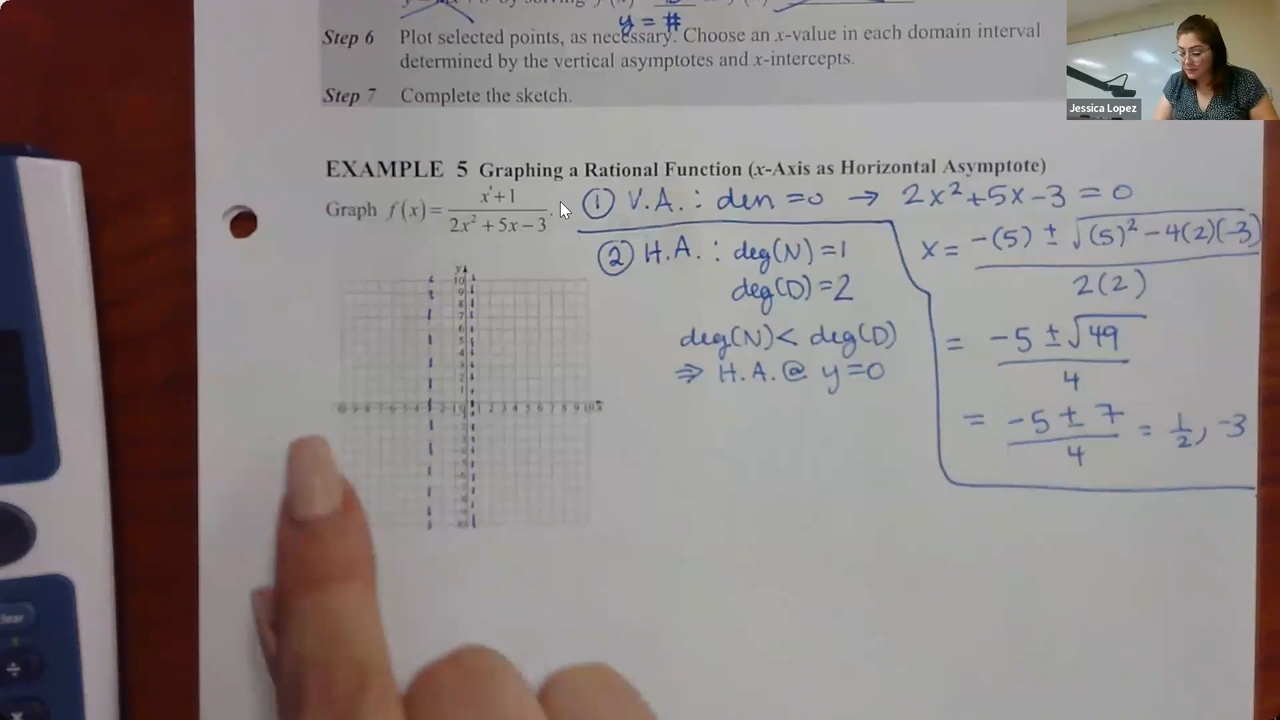 y = #
Step 6 Plot selected points, as necessary. Choose an x-value in each domain interval
determined by the vertical asymptotes and x-intercepts.
Step 7 Complete the sketch.
Jessica Lopez
EXAMPLE 5 Graphing a Rational Function (x-Axis as Horizontal Asymptote)
Graph f(x) = x+1 / 2x² + 5x − 3.
① V.A. : den = 0 → 2x² + 5x - 3 = 0
x = -(5) ± √(5)² - 4(2)(-3) / 2(2)
= -5 ± √49 / 4
= -5 ± 7 / 4 = 1/2, -3
② H.A. : deg(N) = 1
deg(D) = 2
deg(N) < deg(D)
⇒ H.A. @ y = 0